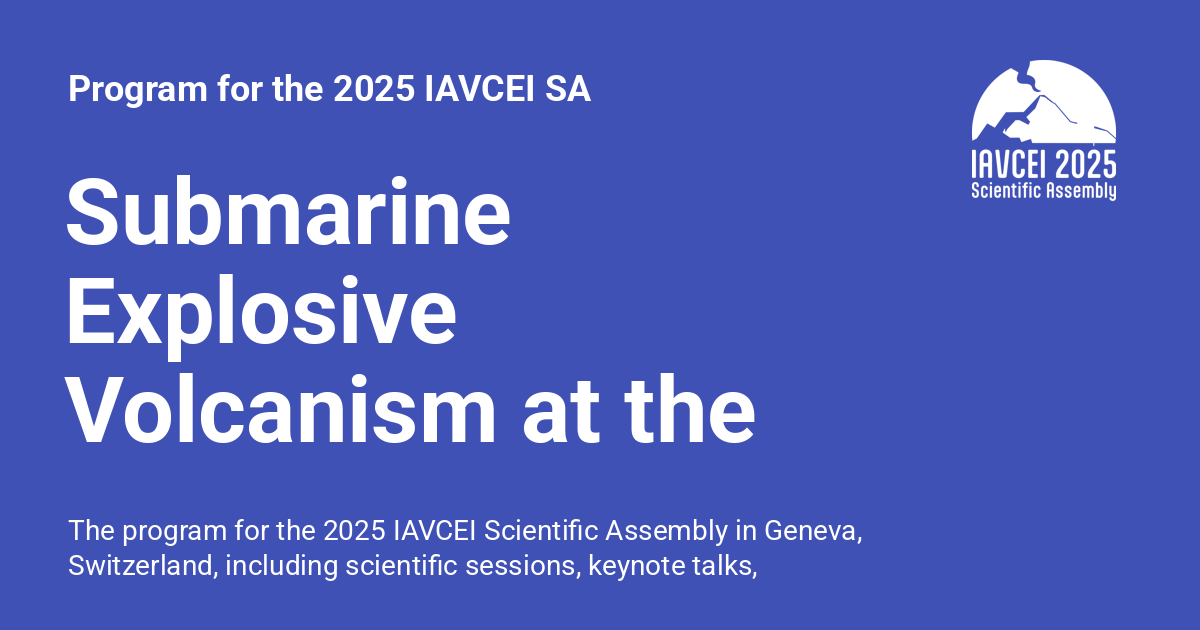 Program for the 2025 IAVCEI SA
IAVCEI 2025
Scientific Assembly
Submarine
Explosive
Volcanism at the
The program for the 2025 IAVCEI Scientific Assembly in Geneva,
Switzerland, including scientific sessions, keynote talks,